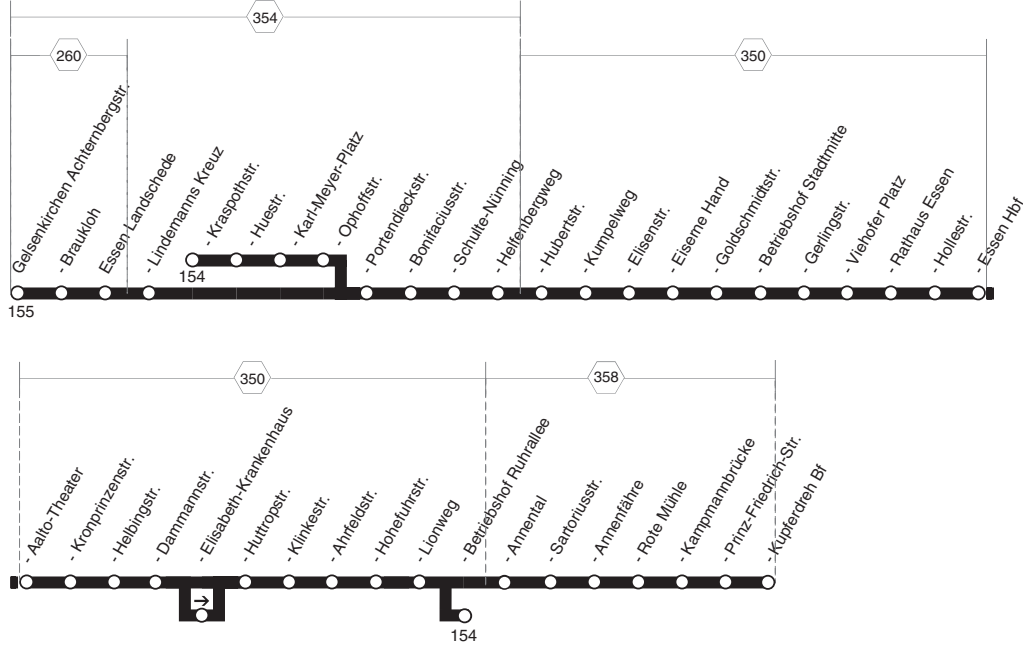 354
260
350
Gelsenkirchen Achternbergstr.
- Braukloh
Essen Landschede
- Lindemanns Kreuz
- Kraspothstr.
- Huestr.
- Karl-Meyer-Platz
- Ophoffstr.
- Portendieckstr.
- Bonifaciusstr.
- Schulte-Nünning
- Helfenbergweg
- Hubertstr.
- Kumpelweg
- Elisenstr.
- Eiserne Hand
- Goldschmidtstr.
- Betriebshof Stadtmitte
- Gerlingstr.
- Viehofer Platz
- Rathaus Essen
- Hollestr.
- Essen Hbf
154
155
350
358
- Aalto-Theater
- Kronprinzenstr.
- Helbingstr.
- Dammannstr.
- Elisabeth-Krankenhaus
- Huttropstr.
- Klinkestr.
- Ahrfeldstr.
- Hohefuhrstr.
- Lionweg
- Betriebshof Ruhrallee
- Annental
- Sartoriusstr.
- Annenfähre
- Rote Mühle
- Kampmannbrücke
- Prinz-Friedrich-Str.
- Kupferdreh Bf
→
154